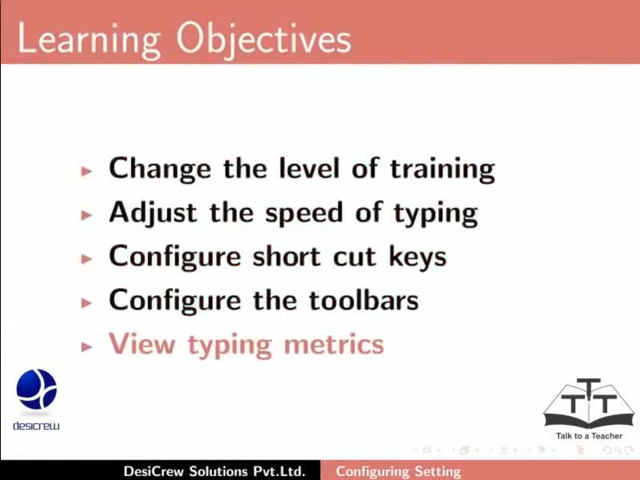 Learning Objectives
Change the level of training
Adjust the speed of typing
Configure short cut keys
Configure the toolbars
View typing metrics
desicrew
TTT
Talk to a Teacher
DesiCrew Solutions Pvt.Ltd. Configuring Setting